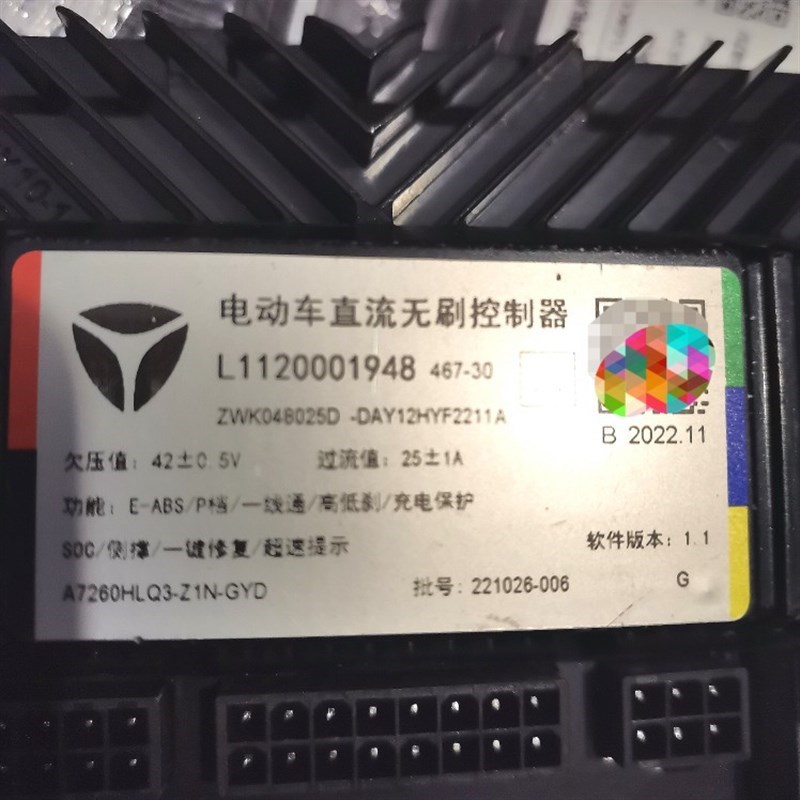 电动车直流无刷控制器
L1120001948 467-30
ZWK048025D -DAY12HYF2211A
B 2022.11
欠压值: 42±0.5V 过流值: 25±1A
功能: E-ABS/P档/一线通/高低刹/充电保护
SOC/侧撑/一键修复/超速提示
软件版本: 1.1
A7260HLQ3-Z1N-GYD 批号: 221026-006 G